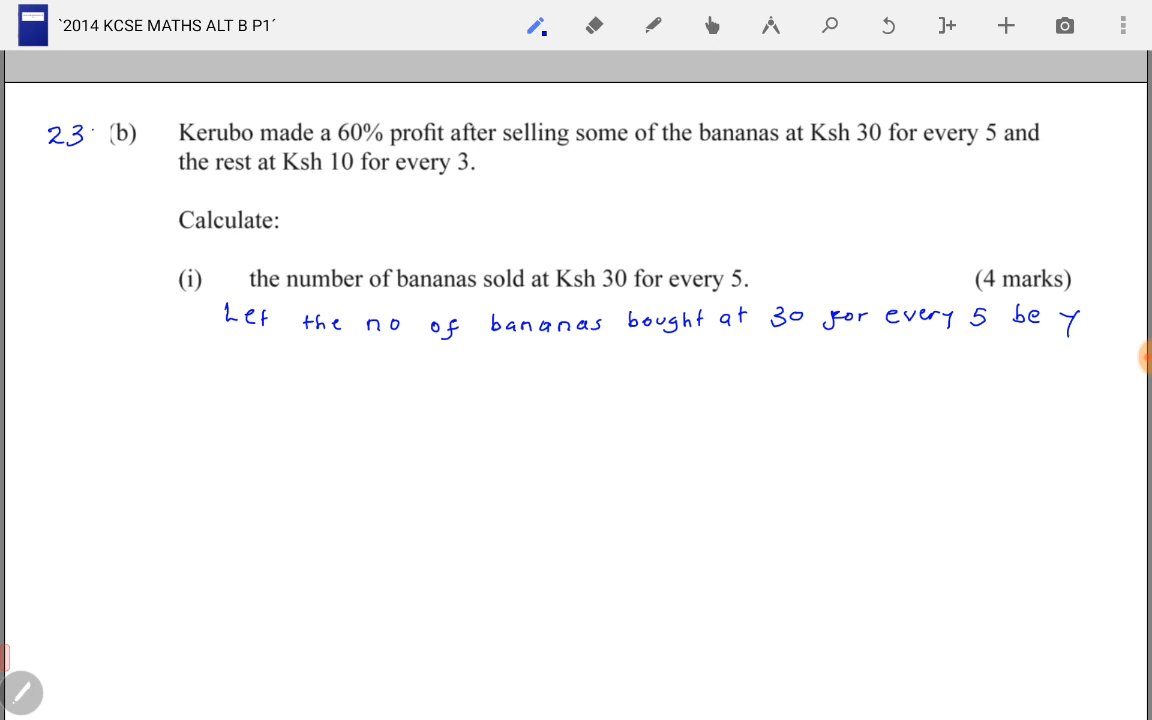 `2014 KCSE MATHS ALT B P1´
23· (b) Kerubo made a 60% profit after selling some of the bananas at Ksh 30 for every 5 and
the rest at Ksh 10 for every 3.
Calculate:
(i) the number of bananas sold at Ksh 30 for every 5. (4 marks)
Let the no of bananas bought at 30 for every 5 be y